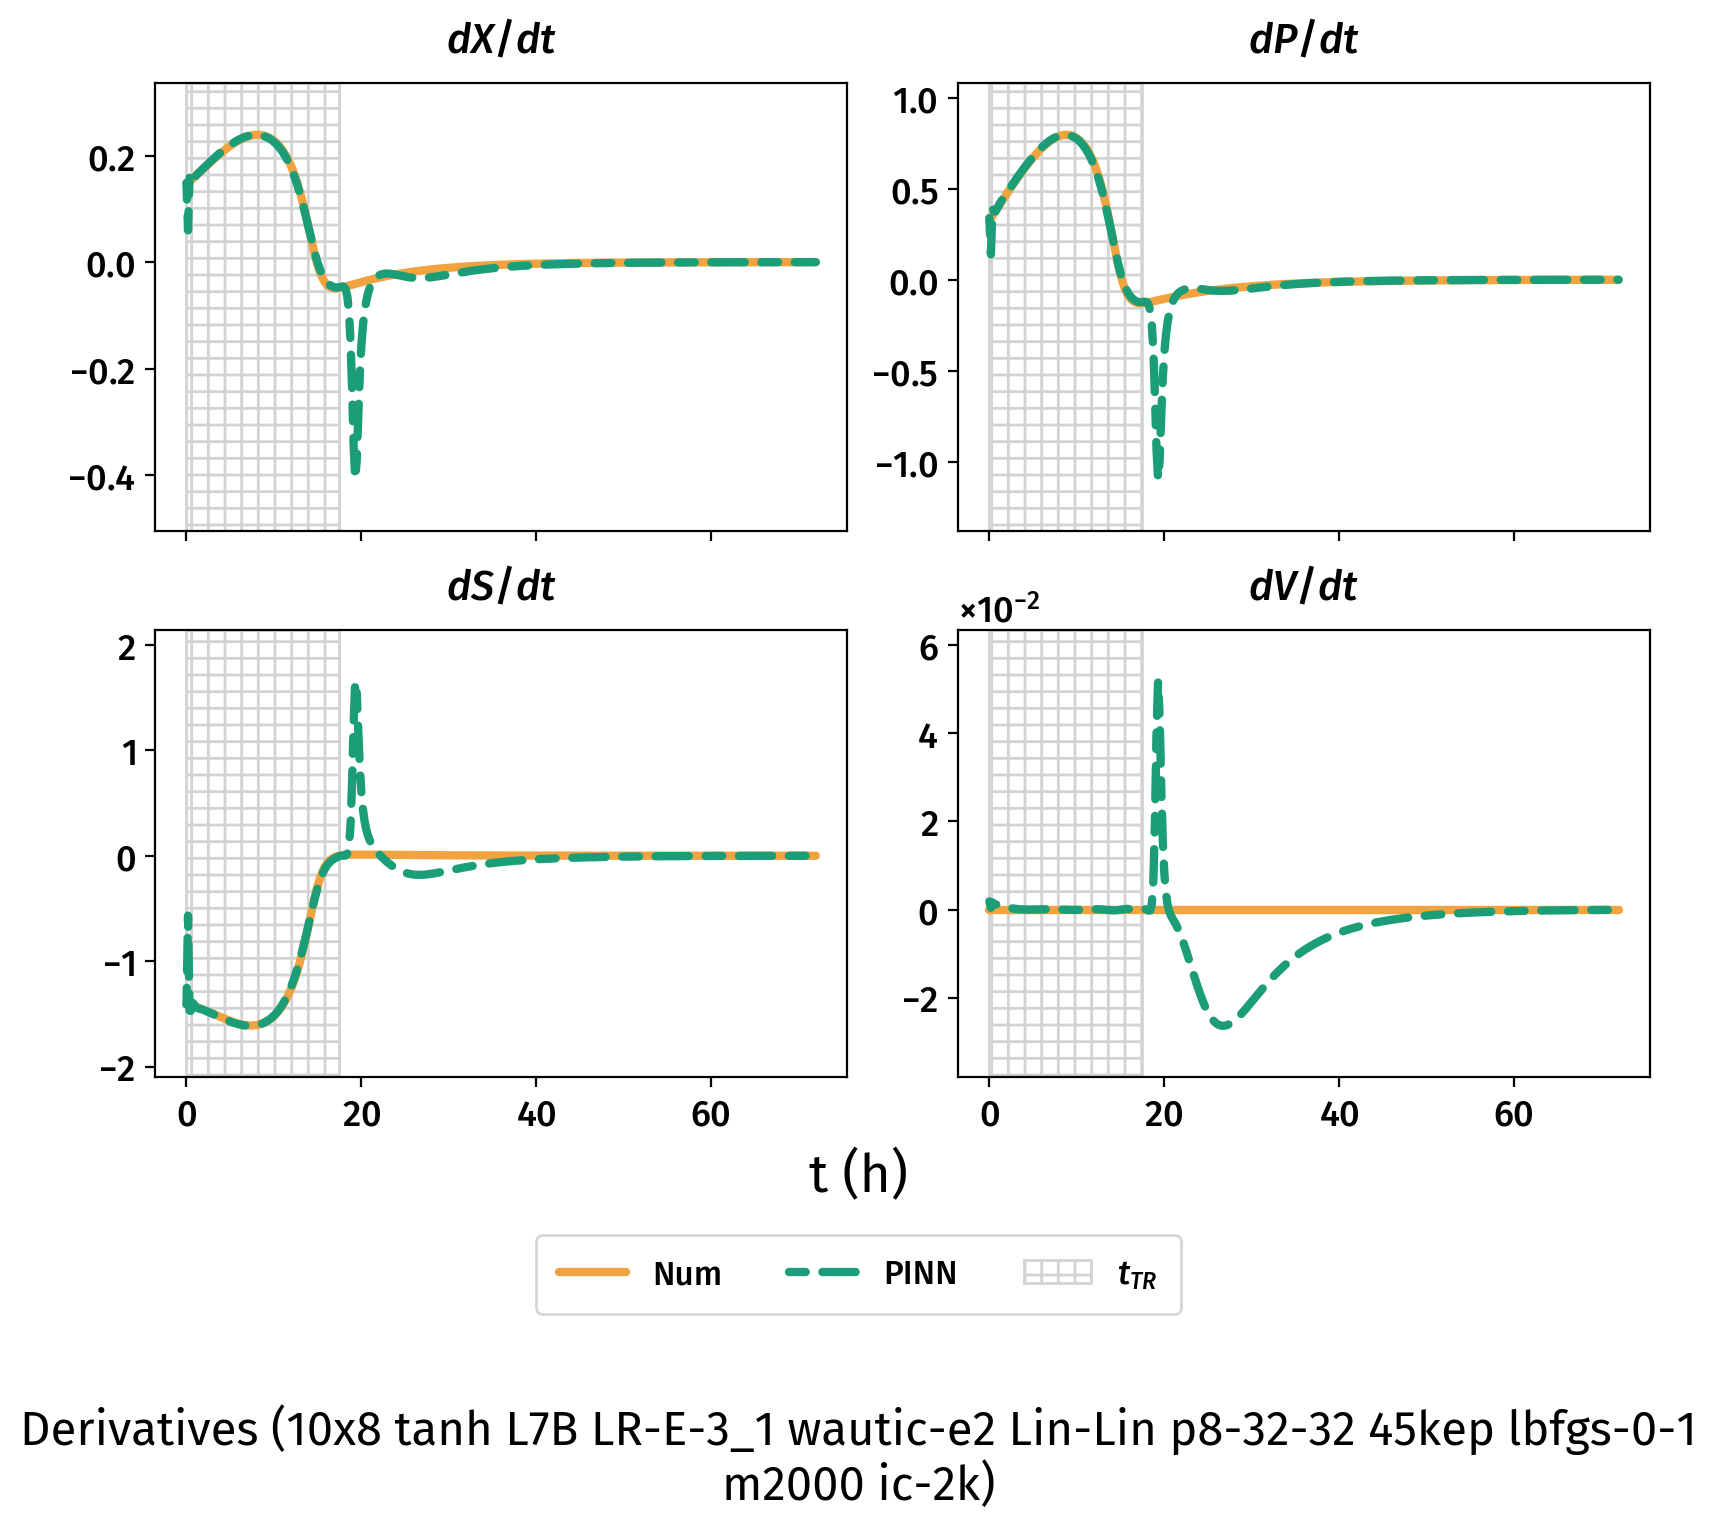 dX/dt
dP/dt
0.2
0.0
−0.2
−0.4
1.0
0.5
0.0
−0.5
−1.0
dS/dt
dV/dt
×10⁻²
2
1
0
−1
−2
6
4
2
0
−2
0 20 40 60
0 20 40 60
t (h)
Num PINN t_TR
Derivatives (10x8 tanh L7B LR-E-3_1 wautic-e2 Lin-Lin p8-32-32 45kep lbfgs-0-1
m2000 ic-2k)